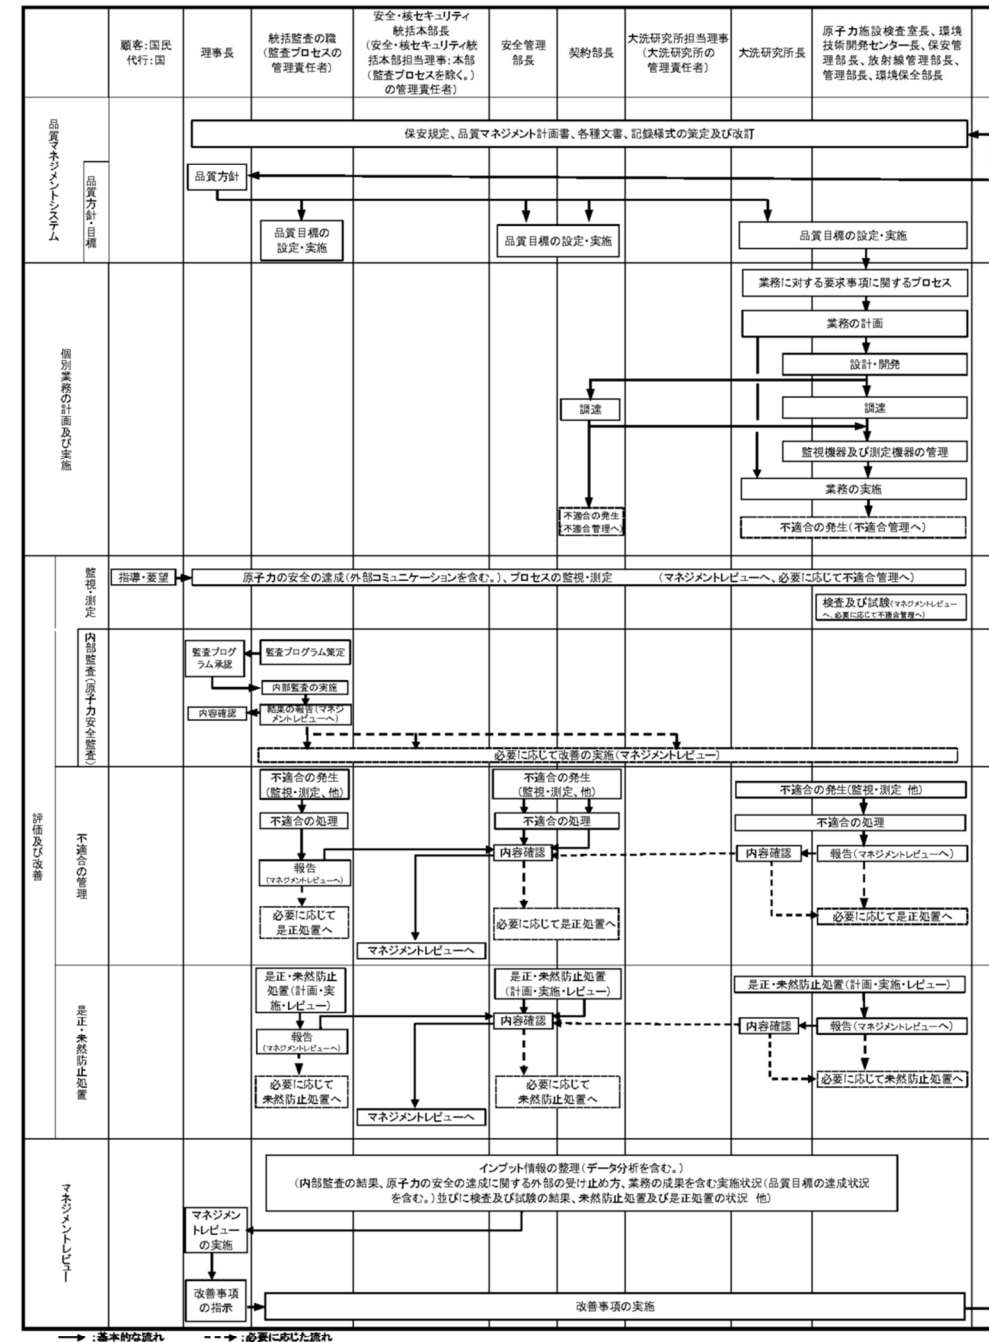 顧客:国民
代行:国
理事長
統括監査の職
(監査プロセスの
管理責任者)
安全・核セキュリティ
統括本部長
(安全・核セキュリティ統
括本部担当理事:本部
(監査プロセスを除く。)
の管理責任者)
安全管理
部長
契約部長
大洗研究所担当理事
(大洗研究所の
管理責任者)
大洗研究所長
原子力施設検査室長、環境
技術開発センター長、保安管
理部長、放射線管理部長、
管理部長、環境保全部長
品質マネジメントシステム
保安規定、品質マネジメント計画書、各種文書、記録様式の策定及び改訂
品質方針・目標
品質方針
品質目標の
設定・実施
品質目標の設定・実施
品質目標の設定・実施
個別業務の計画及び実施
業務に対する要求事項に関するプロセス
業務の計画
設計・開発
調達
調達
監視機器及び測定機器の管理
業務の実施
不適合の発生
(不適合管理へ)
不適合の発生(不適合管理へ)
評価及び改善
監視・測定
指導・要望
原子力の安全の達成(外部コミュニケーションを含む。)、プロセスの監視・測定 (マネジメントレビューへ、必要に応じて不適合管理へ)
検査及び試験(マネジメントレビュー
へ、必要に応じて不適合管理へ)
内部監査(原子力安全監査)
監査プログ
ラム承認
監査プログラム策定
内部監査の実施
内容確認
結果の報告(マネジ
メントレビューへ)
必要に応じて改善の実施(マネジメントレビュー)
不適合の管理
不適合の発生
(監視・測定、他)
不適合の発生
(監視・測定、他)
不適合の発生(監視・測定 他)
不適合の処理
不適合の処理
不適合の処理
報告
(マネジメントレビューへ)
内容確認
内容確認
報告(マネジメントレビューへ)
必要に応じて
是正処置へ
必要に応じて是正処置へ
必要に応じて是正処置へ
マネジメントレビューへ
是正・未然防止処置
是正・未然防止
処置(計画・実
施・レビュー)
是正・未然防止処置
(計画・実施・レビュー)
是正・未然防止処置(計画・実施・レビュー)
報告
(マネジメントレビューへ)
内容確認
内容確認
報告(マネジメントレビューへ)
必要に応じて
未然防止処置へ
必要に応じて
未然防止処置へ
必要に応じて未然防止処置へ
マネジメントレビューへ
マネジメントレビュー
インプット情報の整理(データ分析を含む。)
(内部監査の結果、原子力の安全の達成に関する外部の受け止め方、業務の成果を含む実施状況(品質目標の達成状況
を含む。)並びに検査及び試験の結果、未然防止処置及び是正処置の状況 他)
マネジメン
トレビュー
の実施
改善事項
の指示
改善事項の実施
:基本的な流れ
:必要に応じた流れ